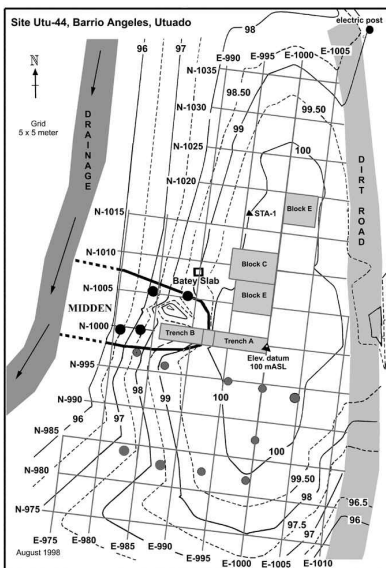 Site Utu-44, Barrio Angeles, Utuado
electric post
98
E-990 E-995 E-1000 E-1005
96
97
N-1035
98.50
99.50
N
N-1030
99
Grid
5 x 5 meter
N-1025
100
N-1020
DRAINAGE
DIRT ROAD
N-1015
STA-1
Block E
N-1010
Block C
Batey Slab
N-1005
Block E
MIDDEN
N-1000
Trench B
Trench A
N-995
Elev. datum
100 mASL
98
99
100
N-990
97
96
N-985
100
N-980
99.50
98
96.5
N-975
97.5
97
96
E-975
E-980
E-985
E-990
E-995
E-1000
E-1005
E-1010
August 1998